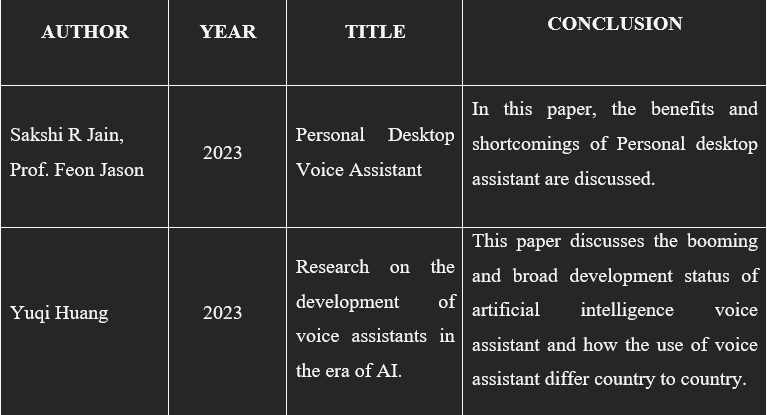 AUTHOR
YEAR
TITLE
CONCLUSION
Sakshi R Jain,
Prof. Feon Jason
2023
Personal Desktop
Voice Assistant
In this paper, the benefits and
shortcomings of Personal desktop
assistant are discussed.
Yuqi Huang
2023
Research on the
development of
voice assistants in
the era of AI.
This paper discusses the booming
and broad development status of
artificial intelligence voice
assistant and how the use of voice
assistant differ country to country.